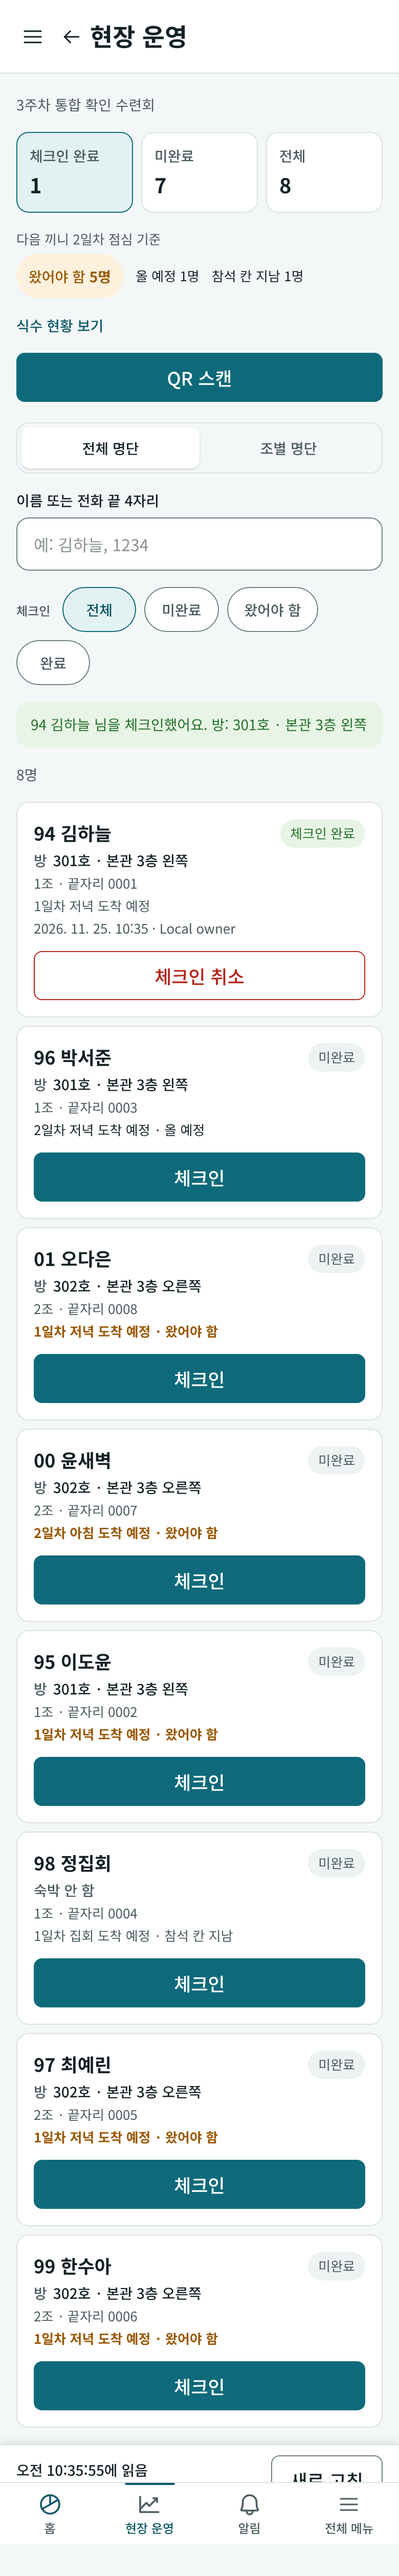 현장 운영
3주차 통합 확인 수련회
체크인 완료
1
미완료
7
전체
8
다음 끼니 2일차 점심 기준
왔어야 함 5명
올 예정 1명
참석 칸 지남 1명
식수 현황 보기
QR 스캔
전체 명단
조별 명단
이름 또는 전화 끝 4자리
예: 김하늘, 1234
체크인
전체
미완료
왔어야 함
완료
94 김하늘 님을 체크인했어요. 방: 301호 · 본관 3층 왼쪽
8명
94 김하늘
체크인 완료
방 301호 · 본관 3층 왼쪽
1조 · 끝자리 0001
1일차 저녁 도착 예정
2026. 11. 25. 10:35 · Local owner
체크인 취소
96 박서준
미완료
방 301호 · 본관 3층 왼쪽
1조 · 끝자리 0003
2일차 저녁 도착 예정 · 올 예정
체크인
01 오다은
미완료
방 302호 · 본관 3층 오른쪽
2조 · 끝자리 0008
1일차 저녁 도착 예정 · 왔어야 함
체크인
00 윤새벽
미완료
방 302호 · 본관 3층 오른쪽
2조 · 끝자리 0007
2일차 아침 도착 예정 · 왔어야 함
체크인
95 이도윤
미완료
방 301호 · 본관 3층 왼쪽
1조 · 끝자리 0002
1일차 저녁 도착 예정 · 왔어야 함
체크인
98 정집회
미완료
숙박 안 함
1조 · 끝자리 0004
1일차 집회 도착 예정 · 참석 칸 지남
체크인
97 최예린
미완료
방 302호 · 본관 3층 오른쪽
2조 · 끝자리 0005
1일차 저녁 도착 예정 · 왔어야 함
체크인
99 한수아
미완료
방 302호 · 본관 3층 오른쪽
2조 · 끝자리 0006
1일차 저녁 도착 예정 · 왔어야 함
체크인
오전 10:35:55에 읽음
새로 고침
홈
현장 운영
알림
전체 메뉴